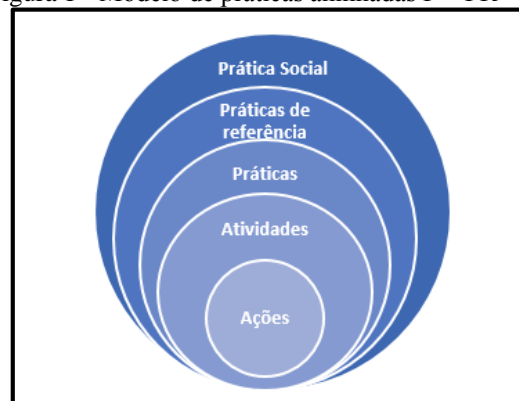 Prática Social
Práticas de
referência
Práticas
Atividades
Ações